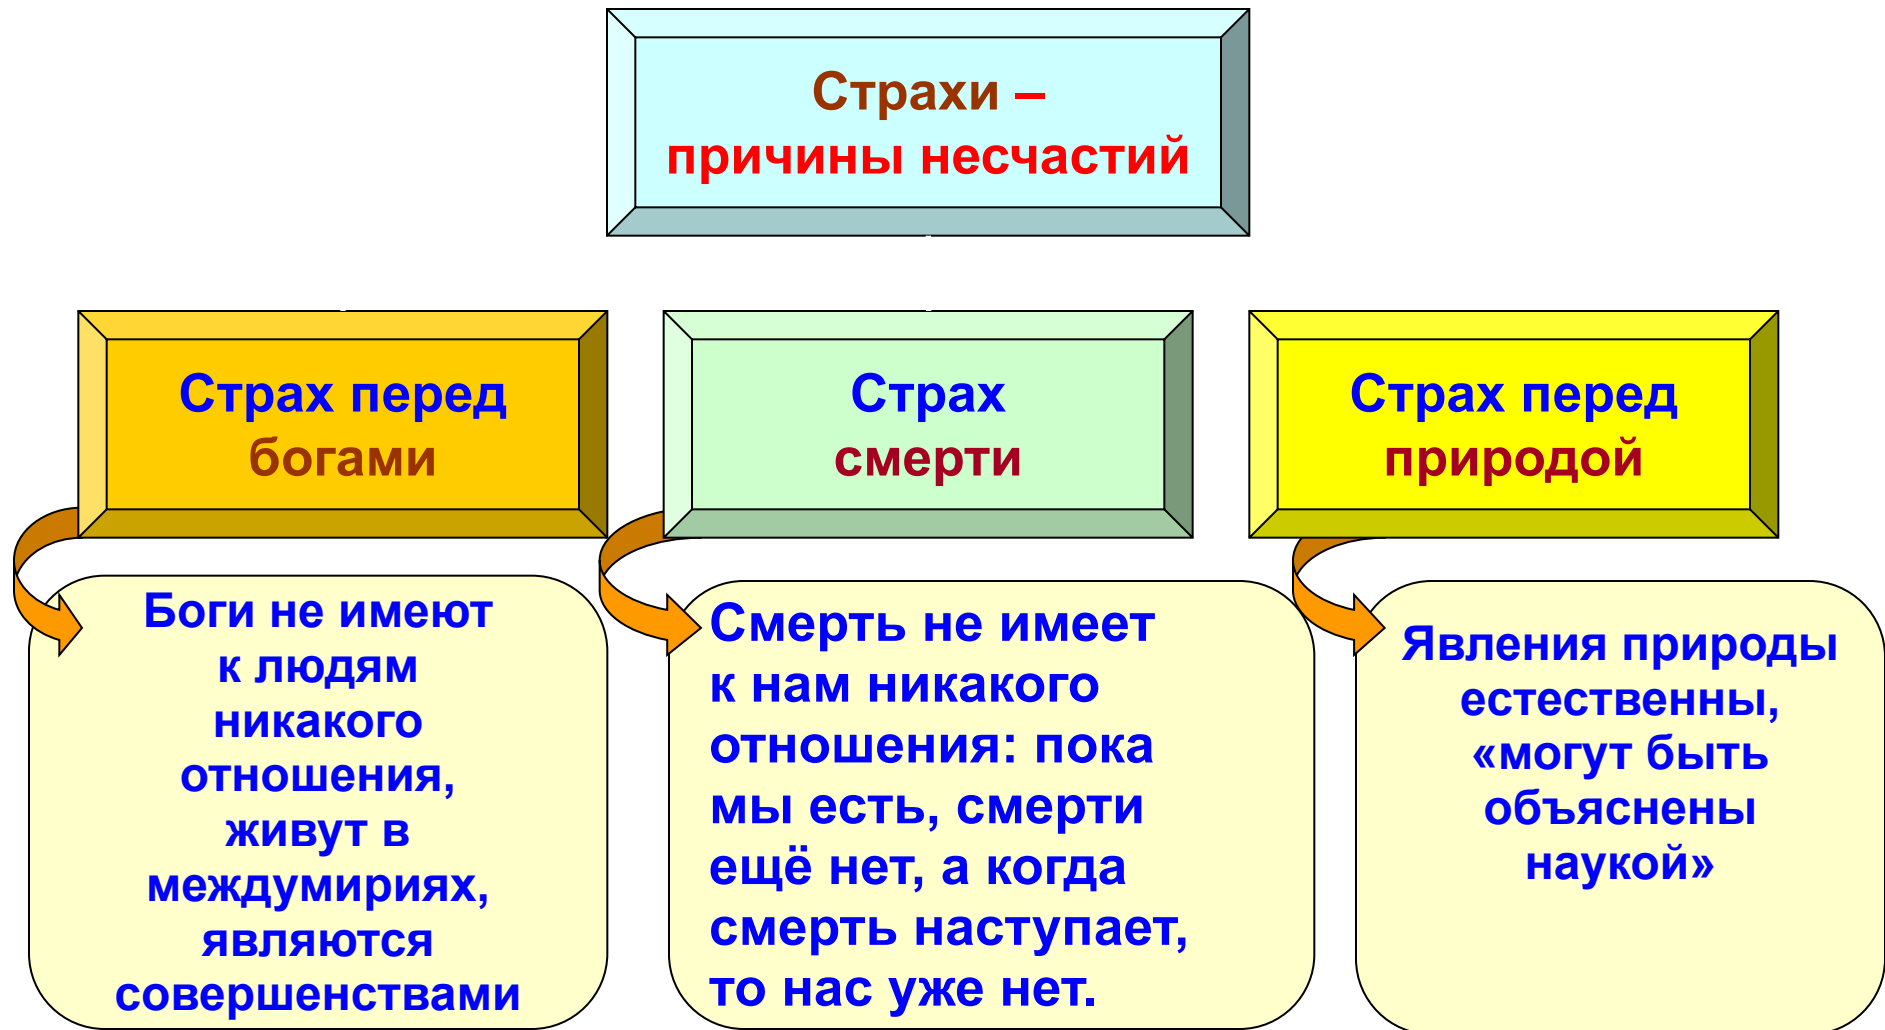 Страхи –
причины несчастий
Страх перед
богами
Страх
смерти
Страх перед
природой
Боги не имеют
к людям
никакого
отношения,
живут в
междумириях,
являются
совершенствами
Смерть не имеет
к нам никакого
отношения: пока
мы есть, смерти
ещё нет, а когда
смерть наступает,
то нас уже нет.
Явления природы
естественны,
«могут быть
объяснены
наукой»